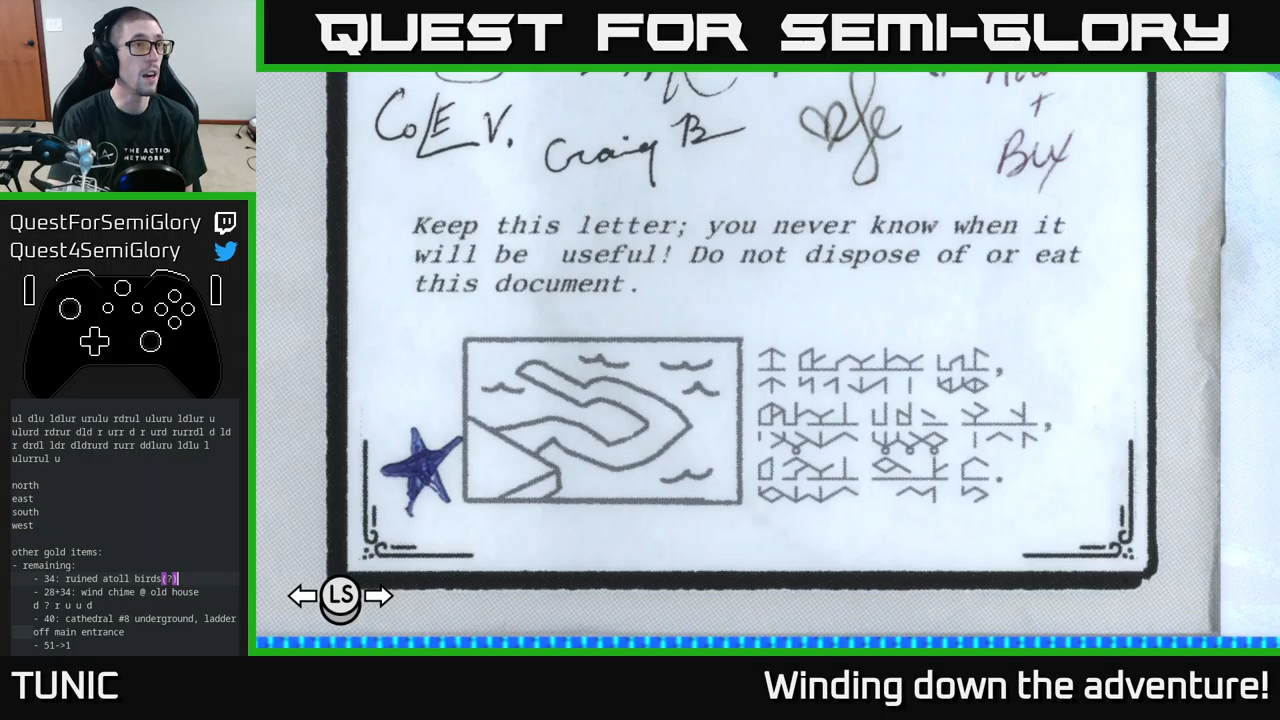 QUEST FOR SEMI-GLORY
THE ACTION
NETWORK
QuestForSemiGlory
Quest4SemiGlory
ul dlu ldlur urulu rdrul uluru ldlur u
ulurd rdrur dld r urr d r urd rurrdl d ld
r drdl ldr dldrurd rurr ddluru ldlu l
ulurrul u
north
east
south
west
other gold items:
- remaining:
- 34: ruined atoll birds(?)
- 28+34: wind chime @ old house
d ? r u u d
- 40: cathedral #8 underground, ladder
off main entrance
- 51->1
ColE V.
Craig B
+
Bix
Keep this letter; you never know when it
will be useful! Do not dispose of or eat
this document.
LS
TUNIC
Winding down the adventure!